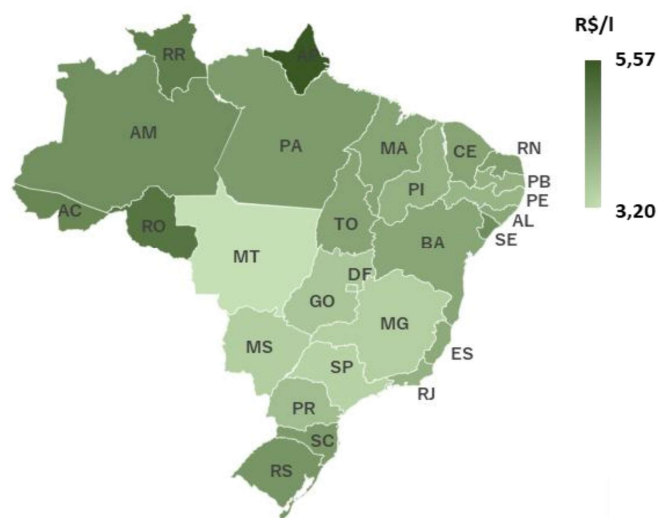 R$/l
5,57
3,20
RR
AP
AM
PA
MA
CE
RN
PB
PI
PE
AL
SE
AC
RO
TO
BA
MT
DF
GO
MG
MS
ES
SP
RJ
PR
SC
RS